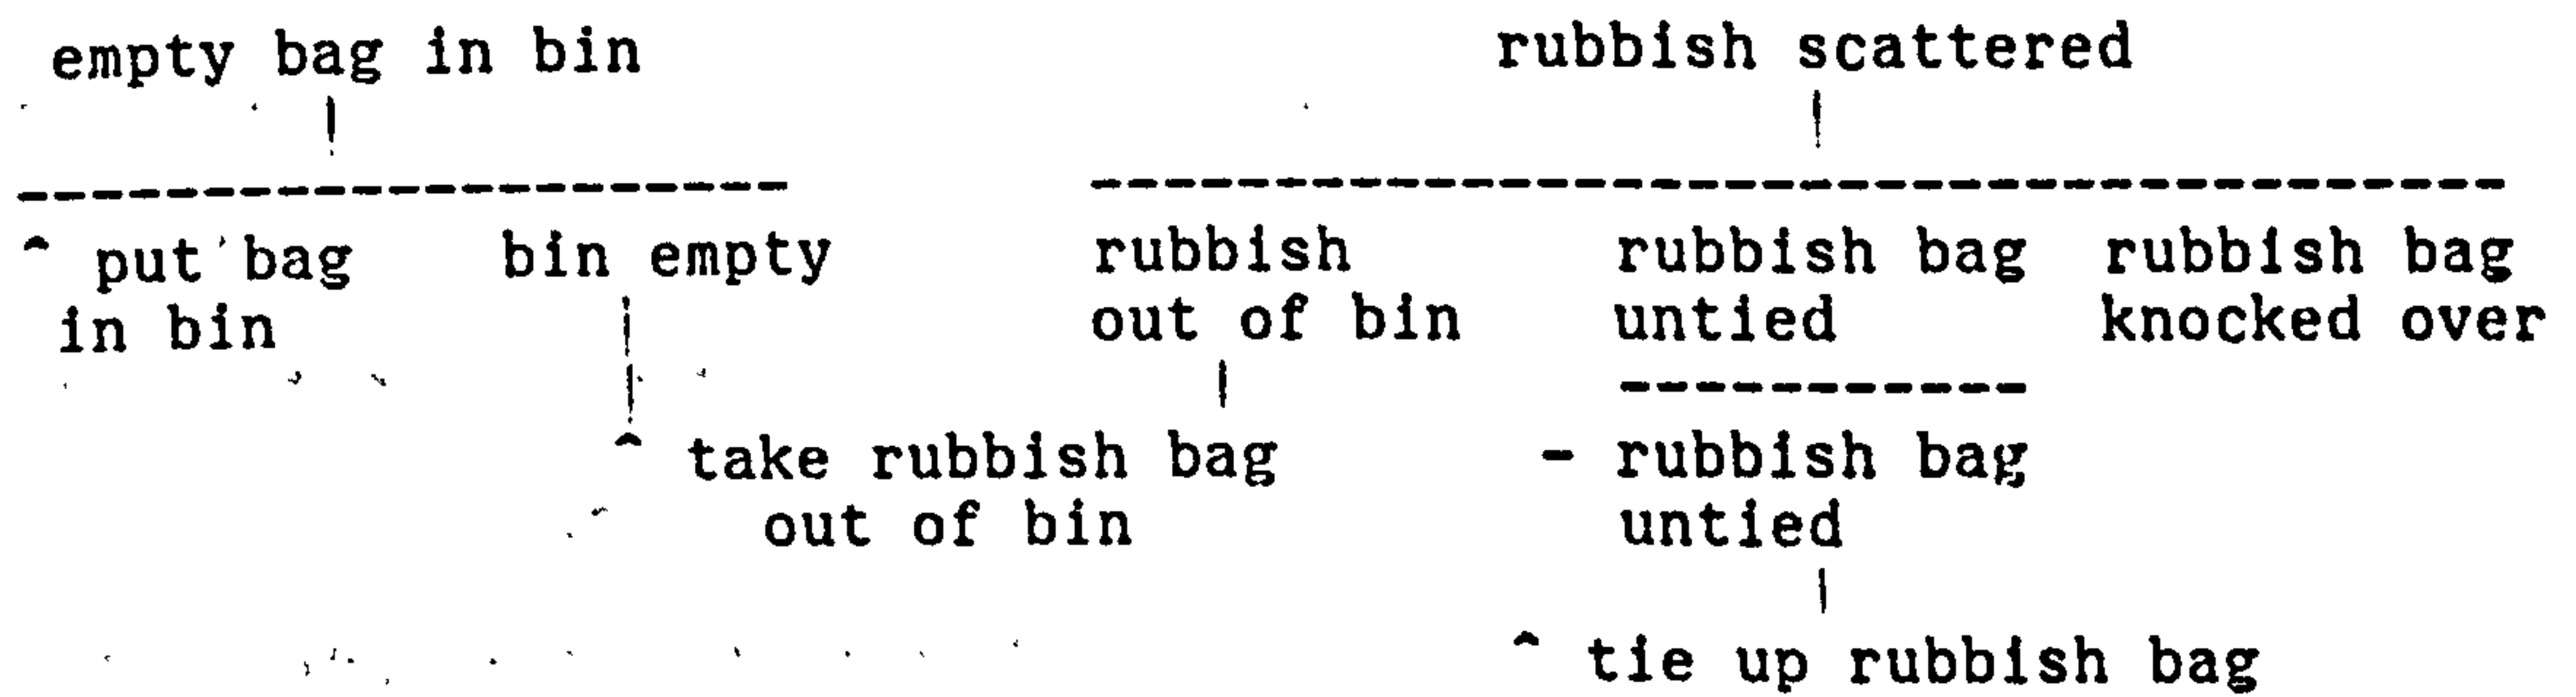 empty bag in bin rubbish scattered
^ put bag bin empty rubbish rubbish bag rubbish bag
in bin out of bin untied knocked over
^ take rubbish bag - rubbish bag
out of bin untied
^ tie up rubbish bag